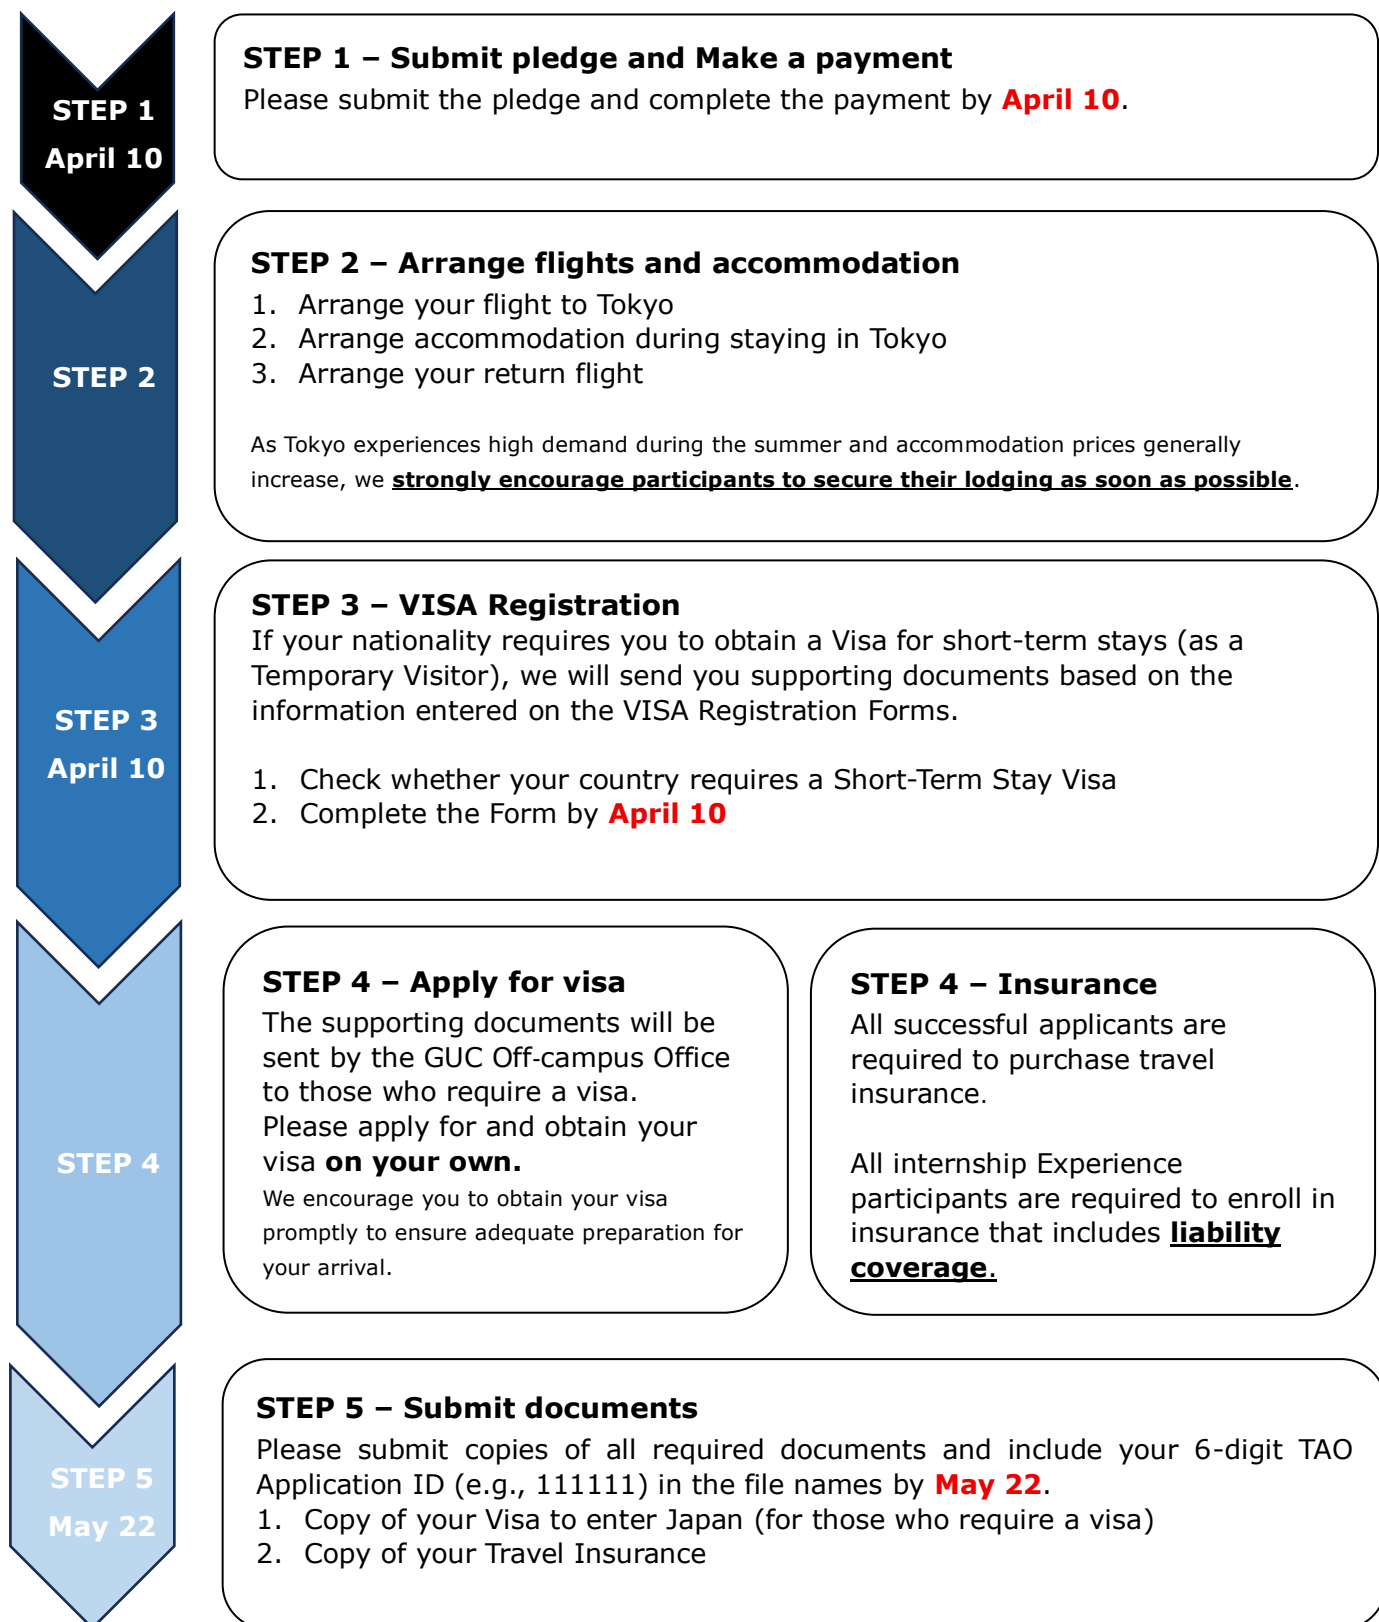 STEP 1
April 10
STEP 1 – Submit pledge and Make a payment
Please submit the pledge and complete the payment by April 10.
STEP 2
STEP 2 – Arrange flights and accommodation
1. Arrange your flight to Tokyo
2. Arrange accommodation during staying in Tokyo
3. Arrange your return flight
As Tokyo experiences high demand during the summer and accommodation prices generally
increase, we strongly encourage participants to secure their lodging as soon as possible.
STEP 3
April 10
STEP 3 – VISA Registration
If your nationality requires you to obtain a Visa for short-term stays (as a
Temporary Visitor), we will send you supporting documents based on the
information entered on the VISA Registration Forms.
1. Check whether your country requires a Short-Term Stay Visa
2. Complete the Form by April 10
STEP 4
STEP 4 – Apply for visa
The supporting documents will be
sent by the GUC Off-campus Office
to those who require a visa.
Please apply for and obtain your
visa on your own.
We encourage you to obtain your visa
promptly to ensure adequate preparation for
your arrival.
STEP 4 – Insurance
All successful applicants are
required to purchase travel
insurance.
All internship Experience
participants are required to enroll in
insurance that includes liability
coverage.
STEP 5
May 22
STEP 5 – Submit documents
Please submit copies of all required documents and include your 6-digit TAO
Application ID (e.g., 111111) in the file names by May 22.
1. Copy of your Visa to enter Japan (for those who require a visa)
2. Copy of your Travel Insurance